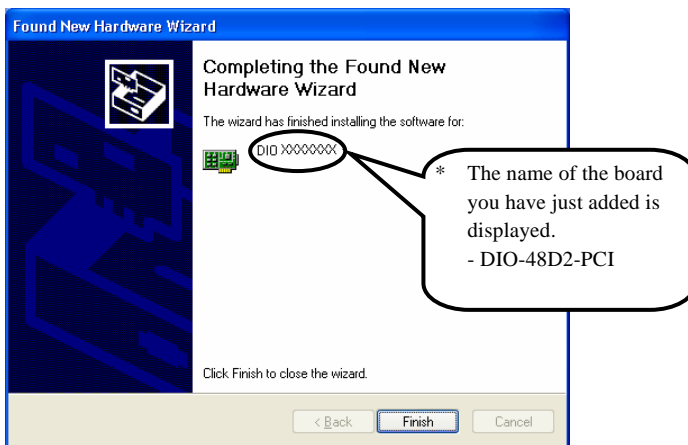 Found New Hardware Wizard
Completing the Found New
Hardware Wizard
The wizard has finished installing the software for:
DIO XXXXXXX
* The name of the board
you have just added is
displayed.
- DIO-48D2-PCI
Click Finish to close the wizard.
< Back
Finish
Cancel